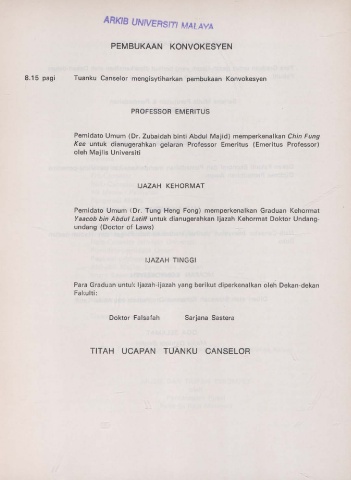 ARKIB UNIVERSITI MALAYA
PEMBUKAAN KONVOKESYEN
8.15 pagi Tuanku Canselor mengisytiharkan pembukaan Konvokesyen
PROFESSOR EMERITUS
Pemidato Umum (Dr. Zubaidah binti Abdul Majid) memperkenalkan Chin Fung
Kee untuk dianugerahkan gelaran Professor Emeritus (Emeritus Professor)
oleh Majlis Universiti
IJAZAH KEHORMAT
Pemidato Umum (Dr. Tung Hong Fong) memperkenalkan Graduan Kehormat
Yaacob bin Abdul Latiff untuk dianugerahkan Ijazah Kehormat Doktor Undang-
undang (Doctor of Laws)
IJAZAH TINGGI
Para Graduan untuk Ijazah-ijazah yang berikut diperkenalkan oleh Dekan-dekan
Fakulti:
Doktor Falsafah Sarjana Sastera
TITAH UCAPAN TUANKU CANSELOR